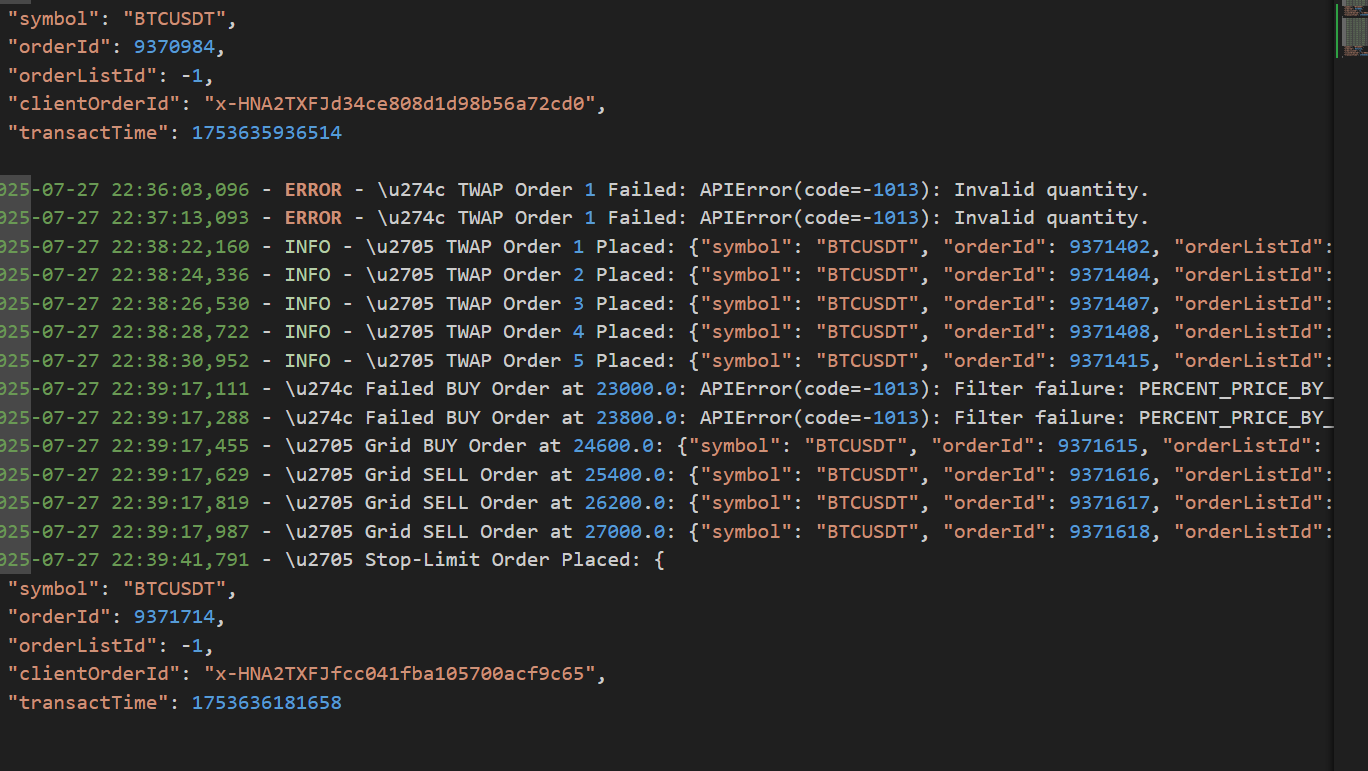 "symbol": "BTCUSDT",
"orderId": 9370984,
"orderListId": -1,
"clientOrderId": "x-HNA2TXFJd34ce808d1d98b56a72cd0",
"transactTime": 1753635936514
025-07-27 22:36:03,096 - ERROR - \u274c TWAP Order 1 Failed: APIError(code=-1013): Invalid quantity.
025-07-27 22:37:13,093 - ERROR - \u274c TWAP Order 1 Failed: APIError(code=-1013): Invalid quantity.
025-07-27 22:38:22,160 - INFO - \u2705 TWAP Order 1 Placed: {"symbol": "BTCUSDT", "orderId": 9371402, "orderListId":
025-07-27 22:38:24,336 - INFO - \u2705 TWAP Order 2 Placed: {"symbol": "BTCUSDT", "orderId": 9371404, "orderListId":
025-07-27 22:38:26,530 - INFO - \u2705 TWAP Order 3 Placed: {"symbol": "BTCUSDT", "orderId": 9371407, "orderListId":
025-07-27 22:38:28,722 - INFO - \u2705 TWAP Order 4 Placed: {"symbol": "BTCUSDT", "orderId": 9371408, "orderListId":
025-07-27 22:38:30,952 - INFO - \u2705 TWAP Order 5 Placed: {"symbol": "BTCUSDT", "orderId": 9371415, "orderListId":
025-07-27 22:39:17,111 - \u274c Failed BUY Order at 23000.0: APIError(code=-1013): Filter failure: PERCENT_PRICE_BY_
025-07-27 22:39:17,288 - \u274c Failed BUY Order at 23800.0: APIError(code=-1013): Filter failure: PERCENT_PRICE_BY_
025-07-27 22:39:17,455 - \u2705 Grid BUY Order at 24600.0: {"symbol": "BTCUSDT", "orderId": 9371615, "orderListId":
025-07-27 22:39:17,629 - \u2705 Grid SELL Order at 25400.0: {"symbol": "BTCUSDT", "orderId": 9371616, "orderListId":
025-07-27 22:39:17,819 - \u2705 Grid SELL Order at 26200.0: {"symbol": "BTCUSDT", "orderId": 9371617, "orderListId":
025-07-27 22:39:17,987 - \u2705 Grid SELL Order at 27000.0: {"symbol": "BTCUSDT", "orderId": 9371618, "orderListId":
025-07-27 22:39:41,791 - \u2705 Stop-Limit Order Placed: {
"symbol": "BTCUSDT",
"orderId": 9371714,
"orderListId": -1,
"clientOrderId": "x-HNA2TXFJfcc041fba105700acf9c65",
"transactTime": 1753636181658